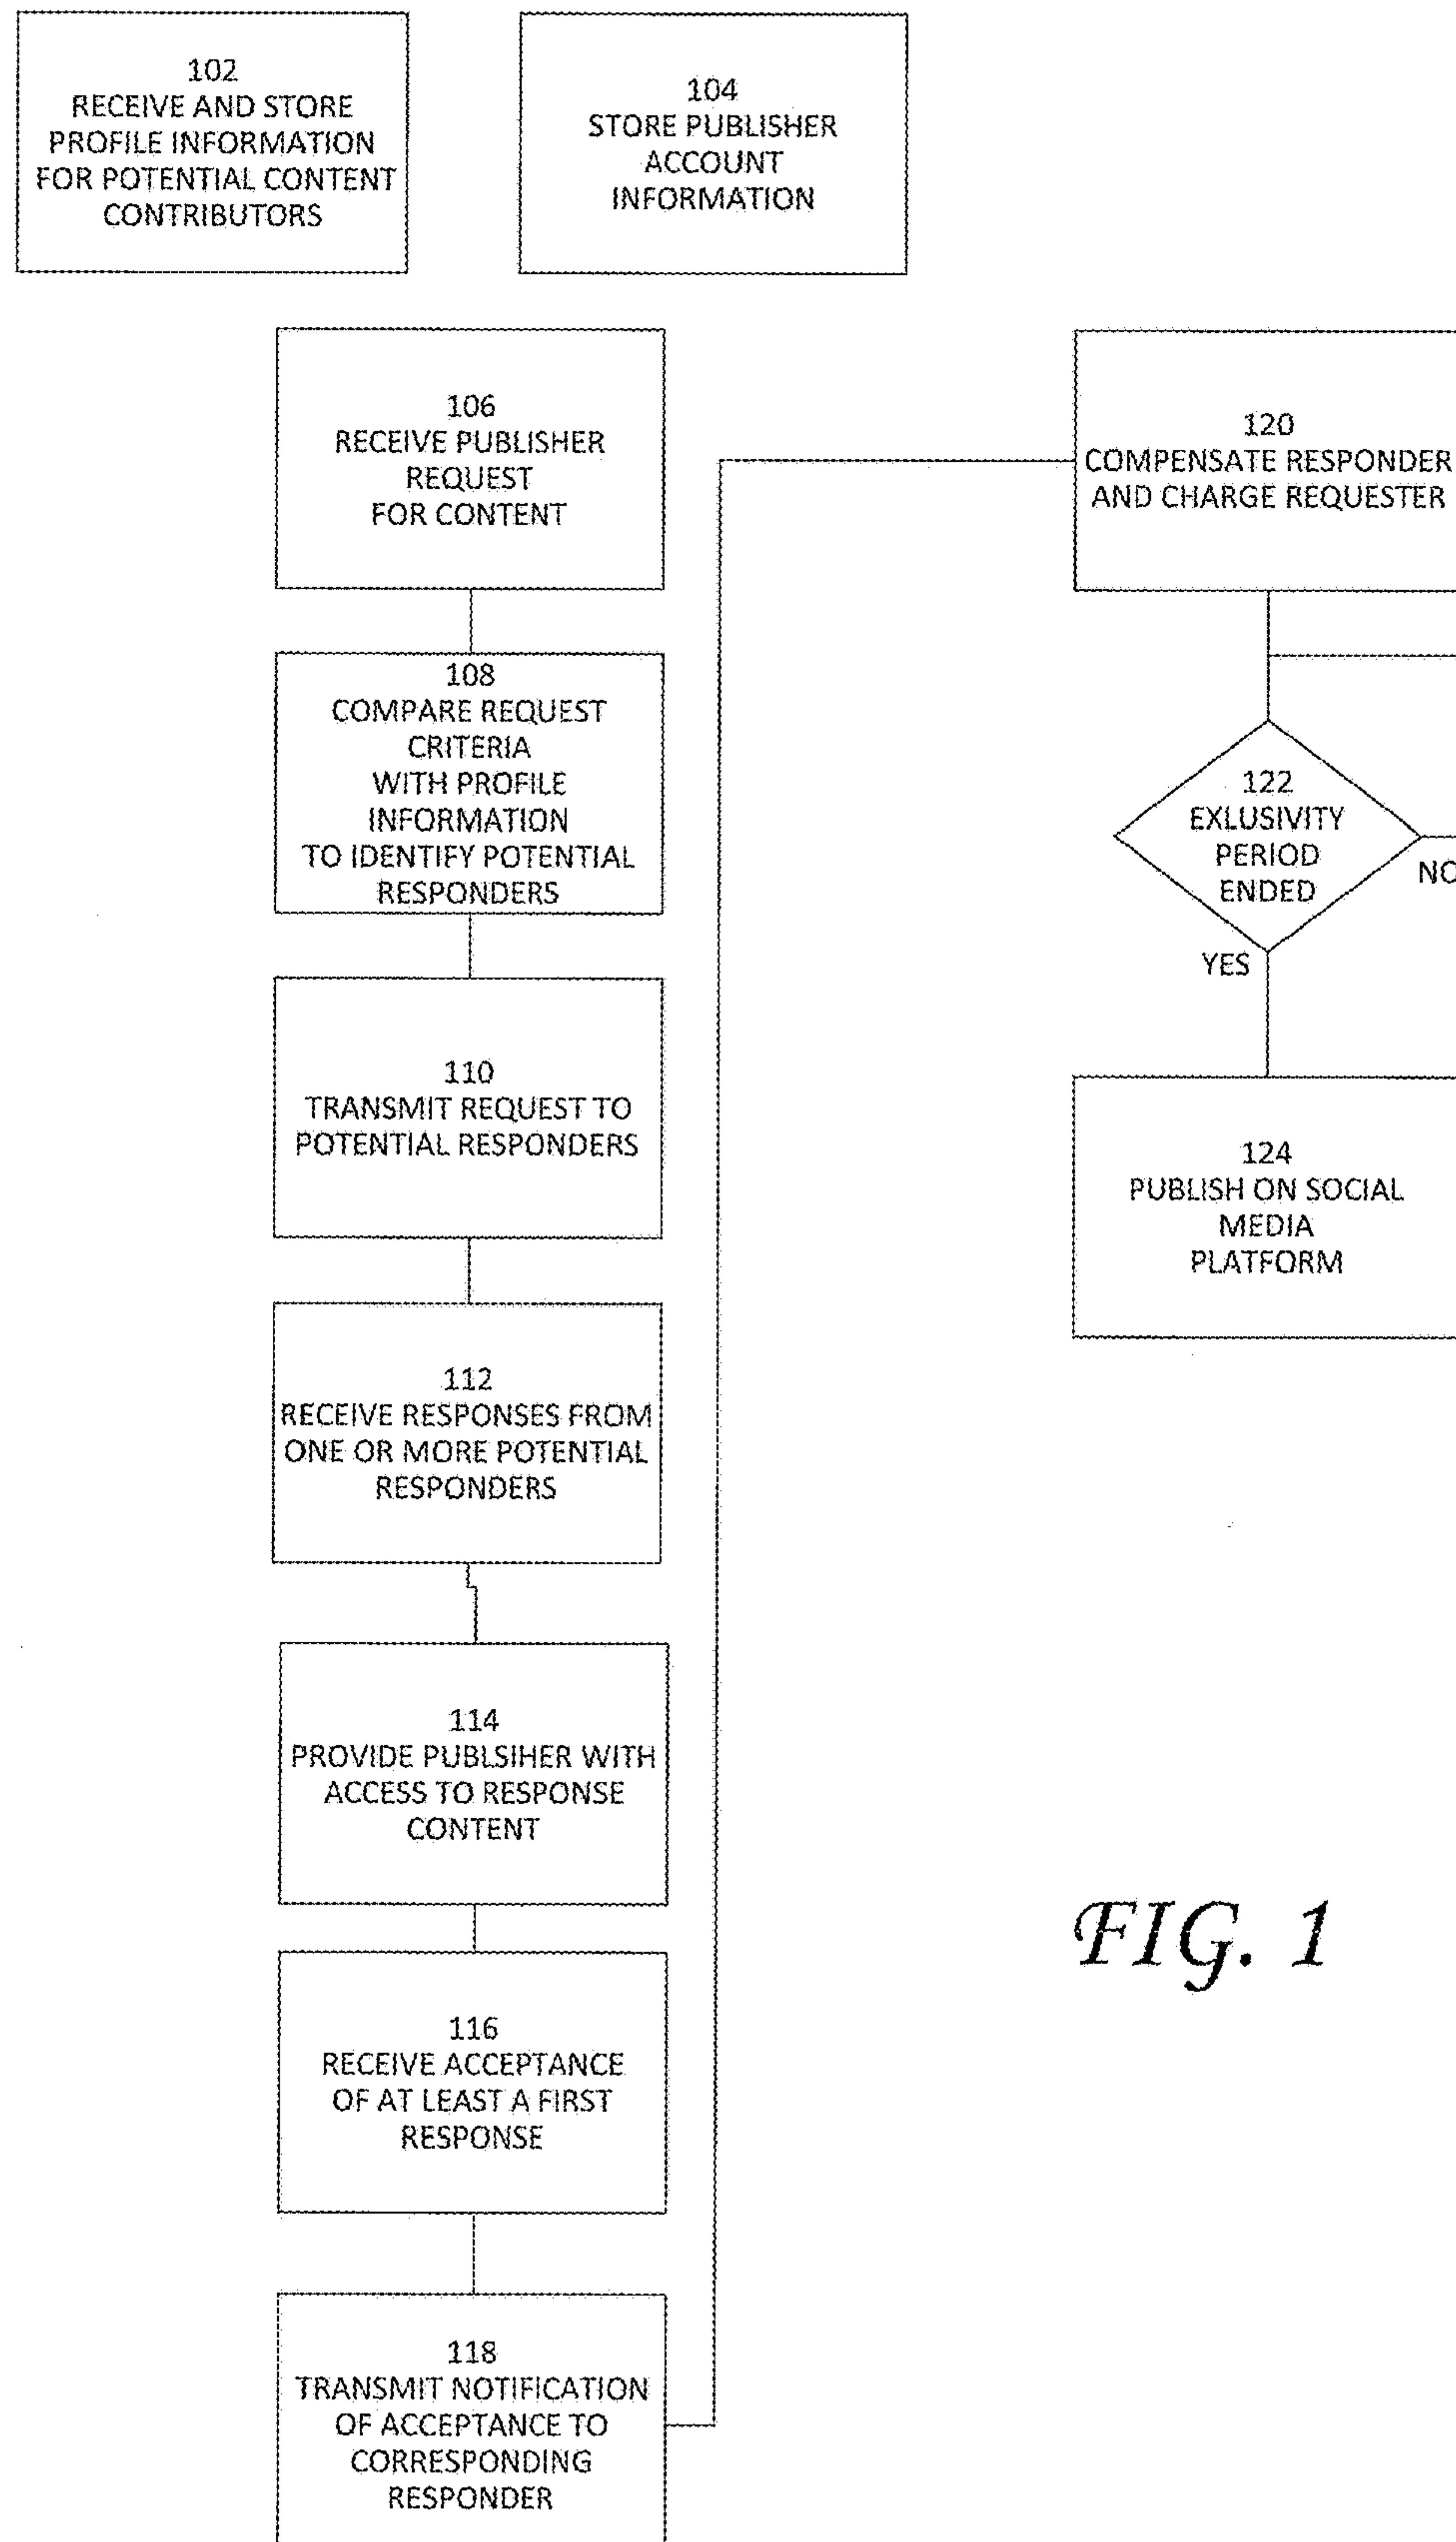 102
RECEIVE AND STORE
PROFILE INFORMATION
FOR POTENTIAL CONTENT
CONTRIBUTORS
104
STORE PUBLISHER
ACCOUNT
INFORMATION
106
RECEIVE PUBLISHER
REQUEST
FOR CONTENT
108
COMPARE REQUEST
CRITERIA
WITH PROFILE
INFORMATION
TO IDENTIFY POTENTIAL
RESPONDERS
110
TRANSMIT REQUEST TO
POTENTIAL RESPONDERS
112
RECEIVE RESPONSES FROM
ONE OR MORE POTENTIAL
RESPONDERS
114
PROVIDE PUBLSIHER WITH
ACCESS TO RESPONSE
CONTENT
116
RECEIVE ACCEPTANCE
OF AT LEAST A FIRST
RESPONSE
118
TRANSMIT NOTIFICATION
OF ACCEPTANCE TO
CORRESPONDING
RESPONDER
120
COMPENSATE RESPONDER
AND CHARGE REQUESTER
122
EXLUSIVITY
PERIOD
ENDED
NO
YES
124
PUBLISH ON SOCIAL
MEDIA
PLATFORM
FIG. 1